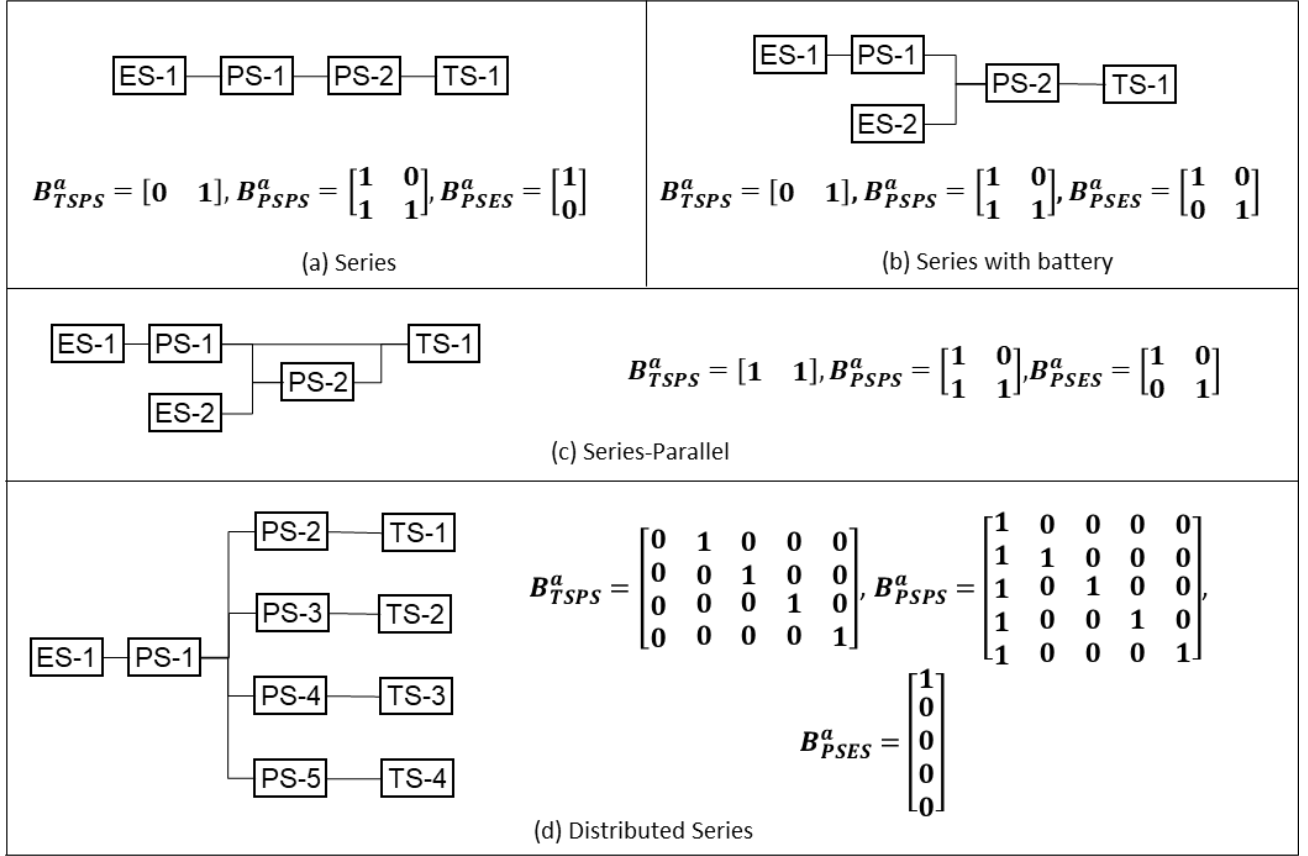 ES-1 PS-1 PS-2 TS-1
B^a_TSPS = [0 1], B^a_PSPS = [1 0; 1 1], B^a_PSES = [1; 0]
(a) Series
ES-1 PS-1
PS-2 TS-1
ES-2
B^a_TSPS = [0 1], B^a_PSPS = [1 0; 1 1], B^a_PSES = [1 0; 0 1]
(b) Series with battery
ES-1 PS-1 TS-1
PS-2
ES-2
B^a_TSPS = [1 1], B^a_PSPS = [1 0; 1 1], B^a_PSES = [1 0; 0 1]
(c) Series-Parallel
PS-2 TS-1
PS-3 TS-2
ES-1 PS-1
PS-4 TS-3
PS-5 TS-4
B^a_TSPS = [0 1 0 0 0; 0 0 1 0 0; 0 0 0 1 0; 0 0 0 0 1], B^a_PSPS = [1 0 0 0 0; 1 1 0 0 0; 1 0 1 0 0; 1 0 0 1 0; 1 0 0 0 1],
B^a_PSES = [1; 0; 0; 0; 0]
(d) Distributed Series